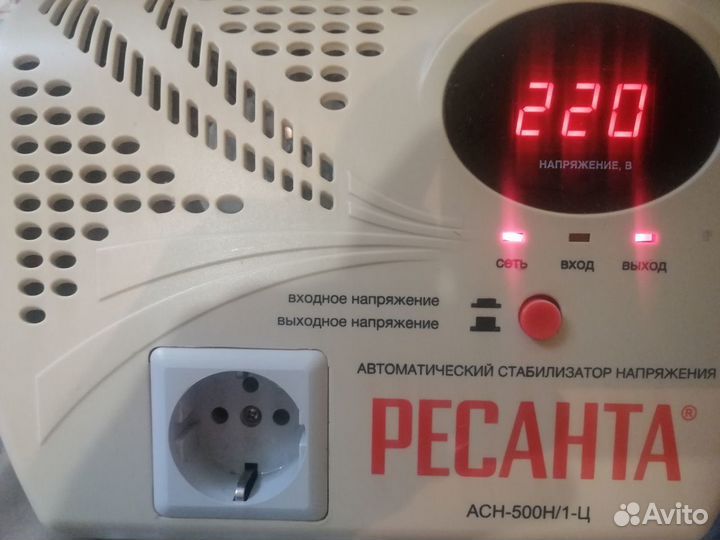 220
НАПРЯЖЕНИЕ, В
СЕТЬ ВХОД ВЫХОД
ВХОДНОЕ НАПРЯЖЕНИЕ
ВЫХОДНОЕ НАПРЯЖЕНИЕ
АВТОМАТИЧЕСКИЙ СТАБИЛИЗАТОР НАПРЯЖЕНИЯ
РЕСАНТА®
АСН-500Н/1-Ц
Avito